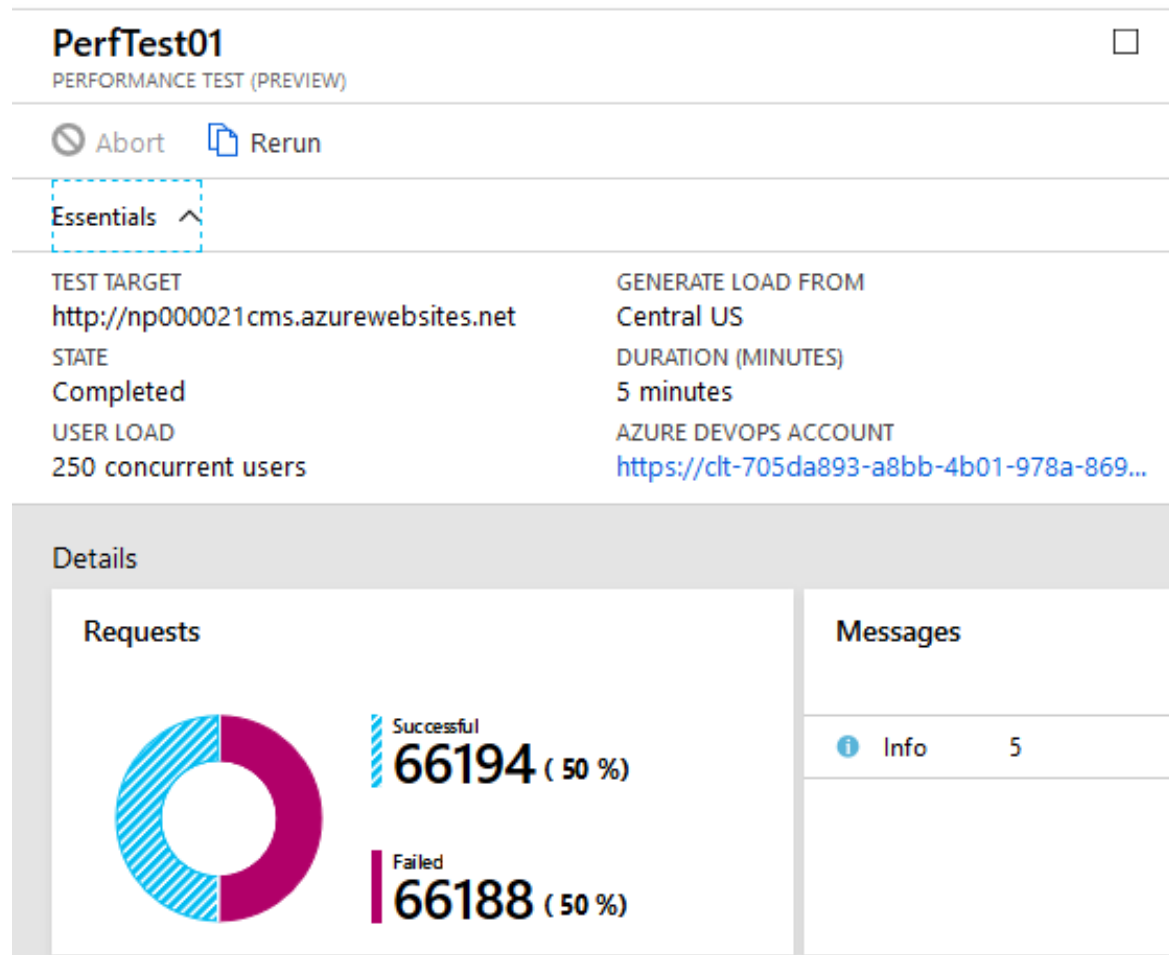 PerfTest01
PERFORMANCE TEST (PREVIEW)
Abort Rerun
Essentials
TEST TARGET
http://np000021cms.azurewebsites.net
GENERATE LOAD FROM
Central US
STATE
Completed
DURATION (MINUTES)
5 minutes
USER LOAD
250 concurrent users
AZURE DEVOPS ACCOUNT
https://clt-705da893-a8bb-4b01-978a-869...
Details
Requests
Successful
66194 ( 50 %)
Failed
66188 ( 50 %)
Messages
Info 5